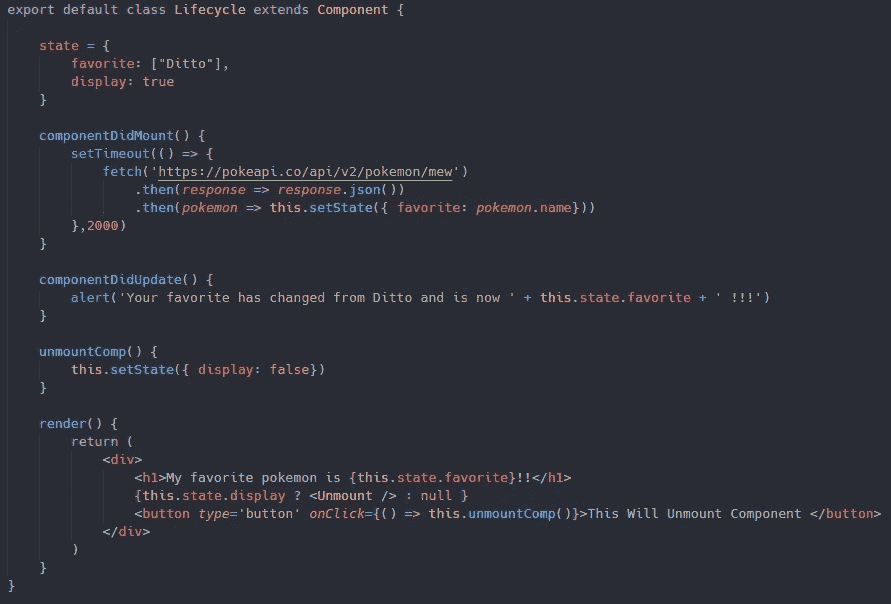 export default class Lifecycle extends Component {
state = {
favorite: ["Ditto"],
display: true
}
componentDidMount() {
setTimeout(() => {
fetch('https://pokeapi.co/api/v2/pokemon/mew')
.then(response => response.json())
.then(pokemon => this.setState({ favorite: pokemon.name}))
},2000)
}
componentDidUpdate() {
alert('Your favorite has changed from Ditto and is now ' + this.state.favorite + ' !!!')
}
unmountComp() {
this.setState({ display: false})
}
render() {
return (
<div>
<h1>My favorite pokemon is {this.state.favorite}!!</h1>
{this.state.display ? <Unmount /> : null }
<button type='button' onClick={() => this.unmountComp()}>This Will Unmount Component </button>
</div>
)
}
}